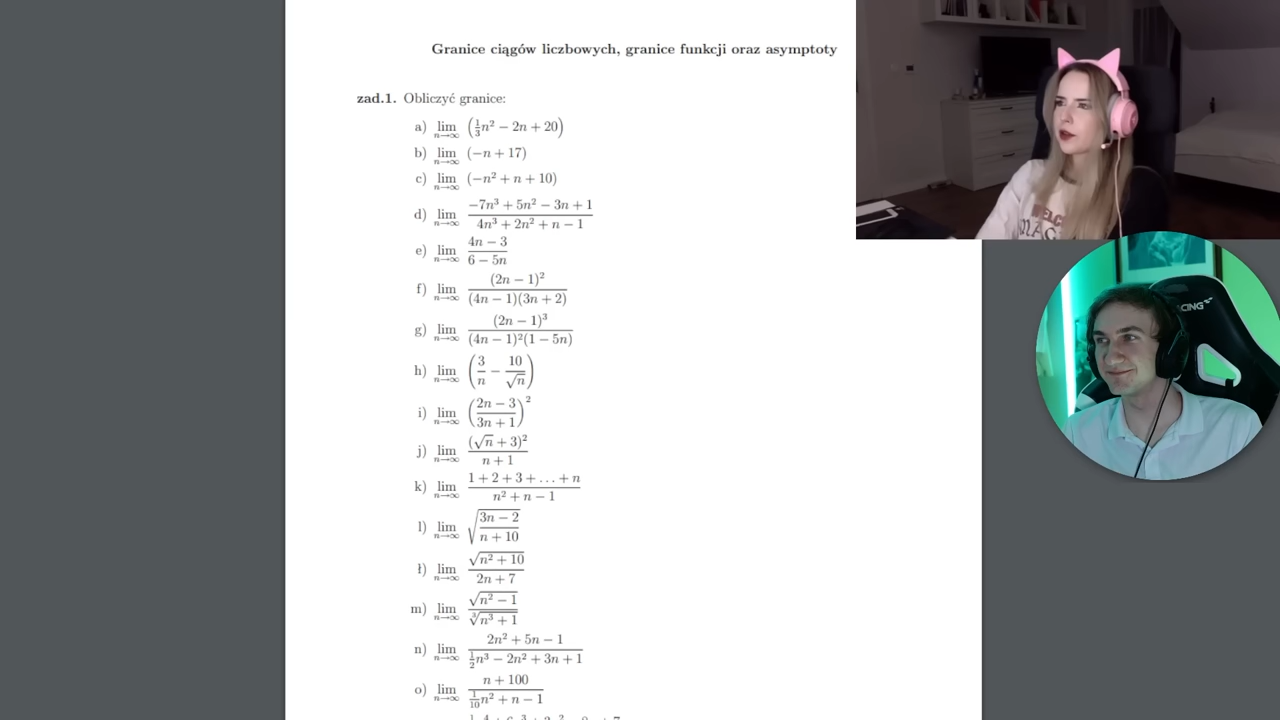 Granice ciągów liczbowych, granice funkcji oraz asymptoty
zad.1. Obliczyć granice:
a) lim n→∞ (1/3 n² − 2n + 20)
b) lim n→∞ (−n + 17)
c) lim n→∞ (−n² + n + 10)
d) lim n→∞ (−7n³ + 5n² − 3n + 1)/(4n³ + 2n² + n − 1)
e) lim n→∞ (4n − 3)/(6 − 5n)
f) lim n→∞ (2n − 1)²/((4n − 1)(3n + 2))
g) lim n→∞ (2n − 1)³/((4n − 1)²(1 − 5n))
h) lim n→∞ (3/n − 10/√n)
i) lim n→∞ ((2n − 3)/(3n + 1))²
j) lim n→∞ (√n + 3)²/(n + 1)
k) lim n→∞ (1 + 2 + 3 + ... + n)/(n² + n − 1)
l) lim n→∞ √((3n − 2)/(n + 10))
ł) lim n→∞ √(n² + 10)/(2n + 7)
m) lim n→∞ √(n² − 1)/∛(n³ + 1)
n) lim n→∞ (2n² + 5n − 1)/(1/2 n³ − 2n² + 3n + 1)
o) lim n→∞ (n + 100)/(1/10 n² + n − 1)